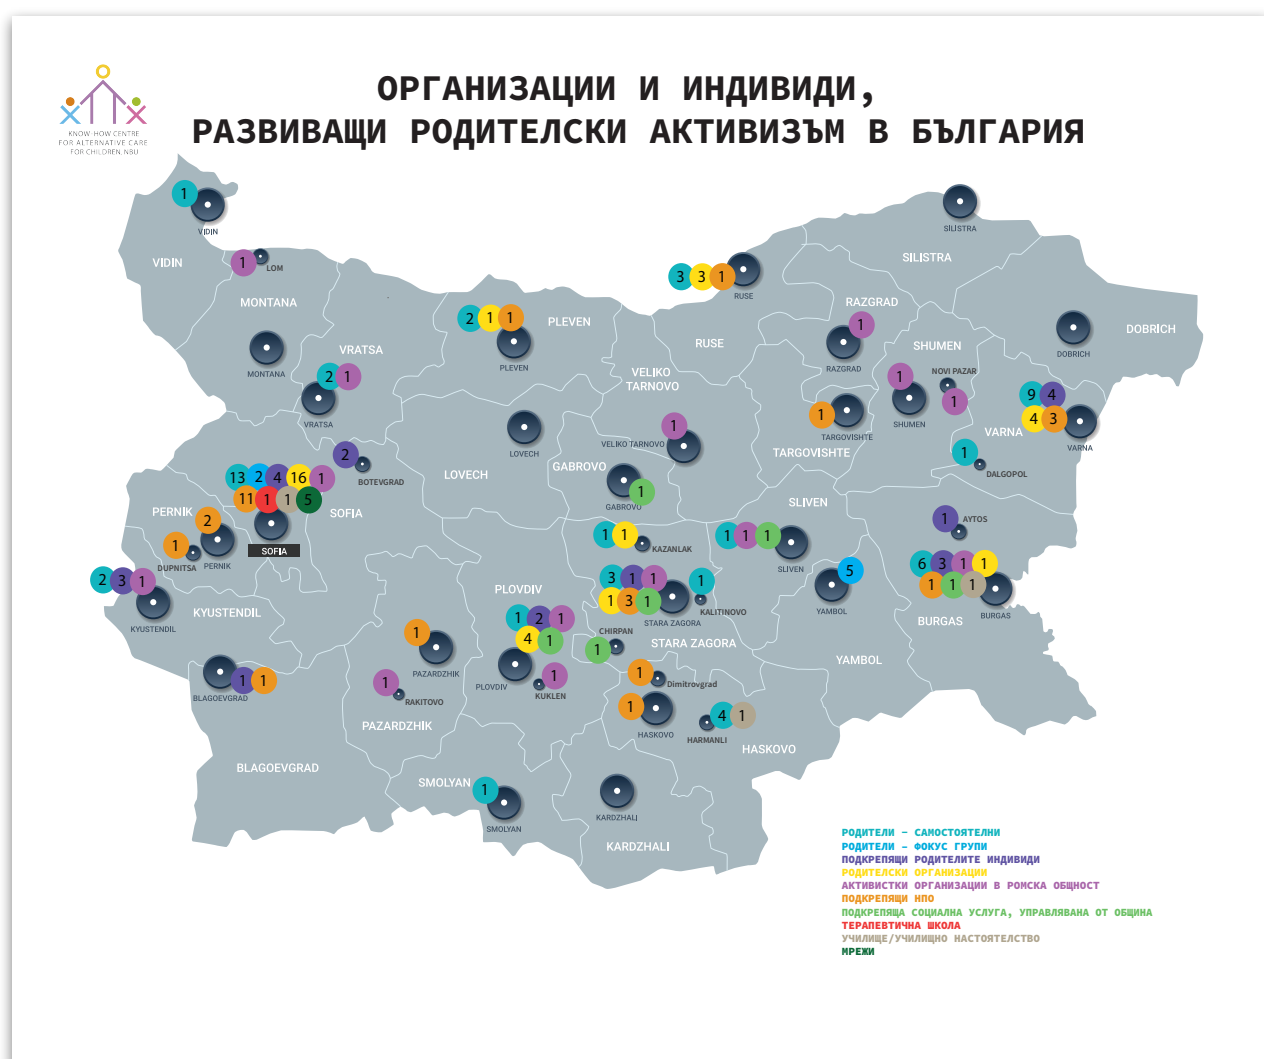 KNOW-HOW CENTRE
FOR ALTERNATIVE CARE
FOR CHILDREN, NBU
ОРГАНИЗАЦИИ И ИНДИВИДИ,
РАЗВИВАЩИ РОДИТЕЛСКИ АКТИВИЗЪМ В БЪЛГАРИЯ
1
VIDIN
SILISTRA
VIDIN
1
LOM
SILISTRA
3 3 1
RUSE
MONTANA
RAZGRAD
2 1 1
PLEVEN
1
DOBRICH
RUSE
SHUMEN
DOBRICH
VRATSA
PLEVEN
RAZGRAD
MONTANA
VELIKO
TARNOVO
NOVI PAZAR
2 1
1
1
9 4
VRATSA
1
TARGOVISHTE
SHUMEN
4 3
VARNA
VARNA
1
VELIKO TARNOVO
LOVECH
TARGOVISHTE
1
DALGOPOL
2
BOTEVGRAD
LOVECH
GABROVO
13 2 4 16 1
11 1 1 5
SOFIA
1
GABROVO
SLIVEN
PERNIK
2
SOFIA
1
AYTOS
1
DUPNITSA
PERNIK
1 1
KAZANLAK
1 1 1
SLIVEN
2 3 1
KYUSTENDIL
KYUSTENDIL
PLOVDIV
3 1 1
1 3 1
STARA ZAGORA
1
KALITINOVO
5
YAMBOL
6 3 1 1
1 1 1
BURGAS
BURGAS
1 2 1
4 1
PLOVDIV
CHIRPAN
1
STARA ZAGORA
YAMBOL
1
PAZARDZHIK
BLAGOEVGRAD
1 1
1
RAKITOVO
1
KUKLEN
1
Dimitrovgrad
1
HASKOVO
4 1
HARMANLI
PAZARDZHIK
HASKOVO
BLAGOEVGRAD
SMOLYAN
1
SMOLYAN
KARDZHALI
KARDZHALI
РОДИТЕЛИ – САМОСТОЯТЕЛНИ
РОДИТЕЛИ – ФОКУС ГРУПИ
ПОДКРЕПЯЩИ РОДИТЕЛИТЕ ИНДИВИДИ
РОДИТЕЛСКИ ОРГАНИЗАЦИИ
АКТИВИСТКИ ОРГАНИЗАЦИИ В РОМСКА ОБЩНОСТ
ПОДКРЕПЯЩИ НПО
ПОДКРЕПЯЩА СОЦИАЛНА УСЛУГА, УПРАВЛЯВАНА ОТ ОБЩИНА
ТЕРАПЕВТИЧНА ШКОЛА
УЧИЛИЩЕ/УЧИЛИЩНО НАСТОЯТЕЛСТВО
МРЕЖИ